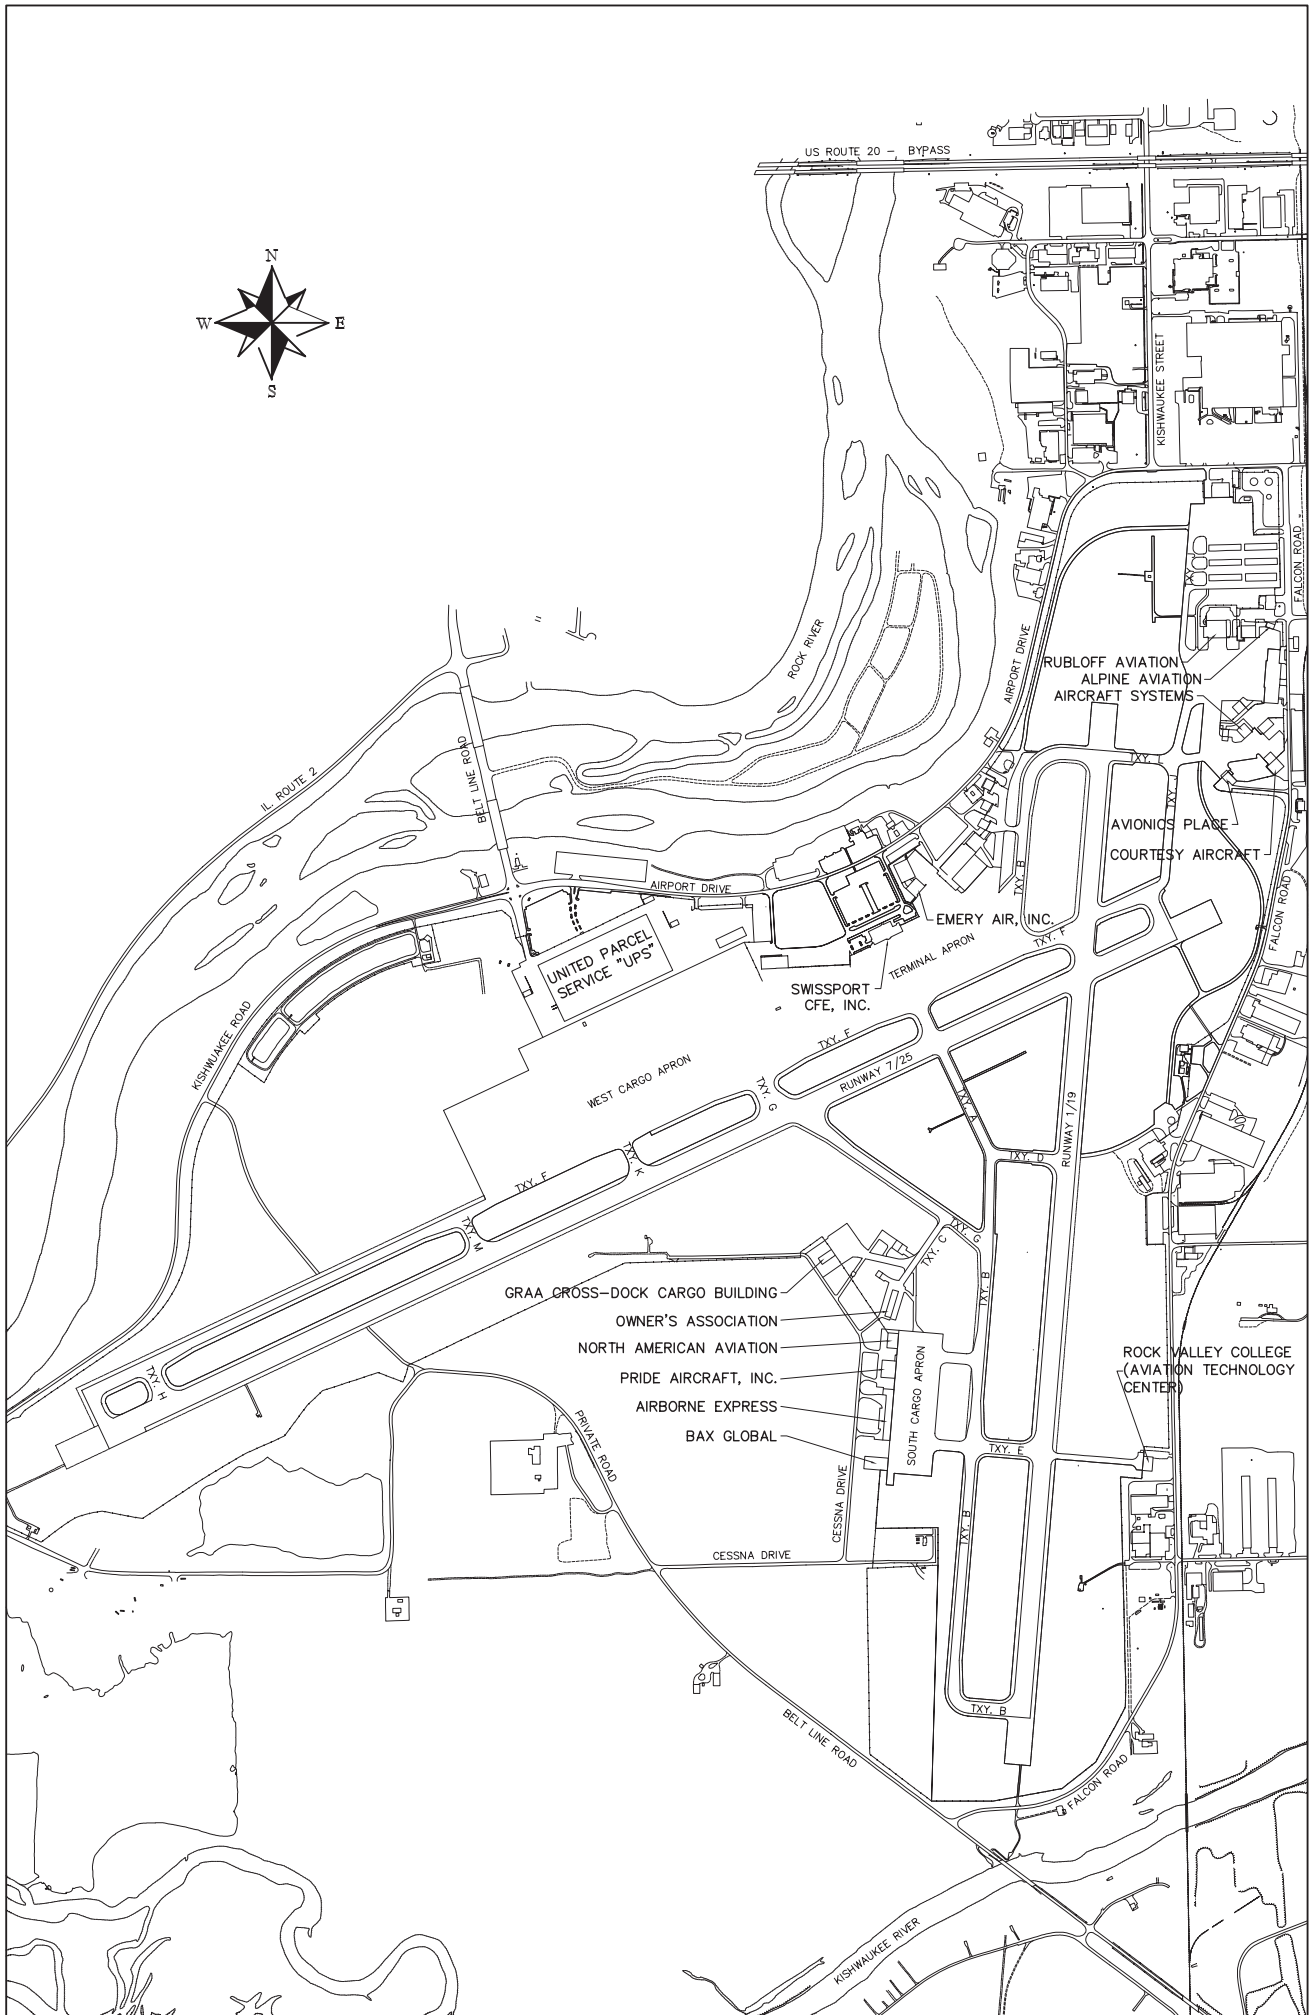 US ROUTE 20 – BYPASS
N
W
E
S
KISHWAUKEE STREET
FALCON ROAD
TXY
ROCK RIVER
AIRPORT DRIVE
RUBLOFF AVIATION
ALPINE AVIATION
AIRCRAFT SYSTEMS
IL. ROUTE 2
BELT LINE ROAD
TXY. L
TXY. J
AVIONICS PLACE
COURTESY AIRCRAFT
TXY. B
AIRPORT DRIVE
FALCON ROAD
EMERY AIR, INC.
UNITED PARCEL
SERVICE "UPS"
TERMINAL APRON
TXY. F
SWISSPORT
CFE, INC.
KISHWUAKEE ROAD
TXY. F
WEST CARGO APRON
RUNWAY 7/25
TXY. G
TXY. A
RUNWAY 1/19
TXY. D
TXY. K
TXY. F
TXY. M
TXY. G
TXY. C
TXY. B
GRAA CROSS–DOCK CARGO BUILDING
OWNER'S ASSOCIATION
NORTH AMERICAN AVIATION
PRIDE AIRCRAFT, INC.
AIRBORNE EXPRESS
BAX GLOBAL
SOUTH CARGO APRON
ROCK VALLEY COLLEGE
(AVIATION TECHNOLOGY
CENTER)
TXY. H
PRIVATE ROAD
TXY. E
CESSNA DRIVE
TXY. B
CESSNA DRIVE
TXY. B
BELT LINE ROAD
FALCON ROAD
KISHWAUKEE RIVER